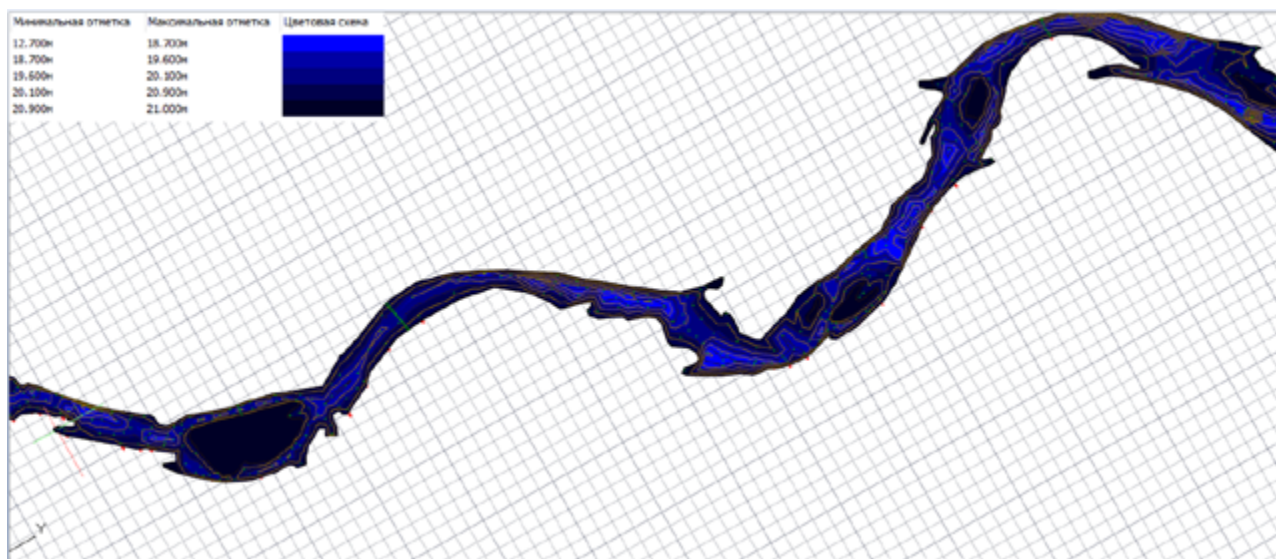 Минимальная отметка Максимальная отметка Цветовая схема
12.700м 18.700м
18.700м 19.600м
19.600м 20.100м
20.100м 20.900м
20.900м 21.000м
Y